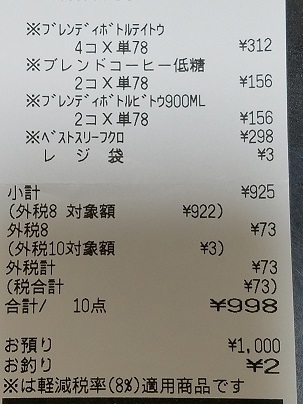 ※ﾌﾞﾚﾝﾃﾞｨﾎﾞﾄﾙﾃｲﾄｳ
4コX単78 ¥312
※ブレンドコーヒー低糖
2コX単78 ¥156
※ﾌﾞﾚﾝﾃﾞｨﾎﾞﾄﾙﾋﾞﾄｳ900ML
2コX単78 ¥156
※ﾍﾞｽﾄｽﾘｰﾌｸﾛ ¥298
レジ袋 ¥3
小計 ¥925
(外税8 対象額 ¥922)
外税8 ¥73
(外税10対象額 ¥3)
外税計 ¥73
(税合計 ¥73)
合計/ 10点 ¥998
お預り ¥1,000
お釣り ¥2
※は軽減税率(8%)適用商品です